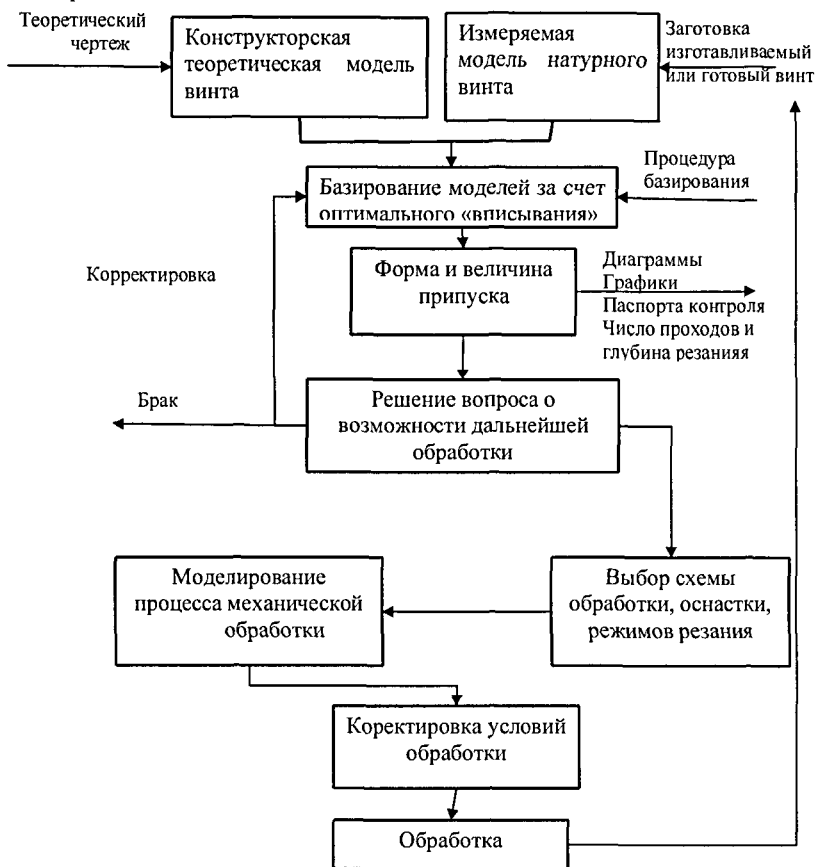 Теоретический
чертеж
Конструкторская
теоретическая модель
винта
Измеряемая
модель натурного
винта
Заготовка
изготавливаемый
или готовый винт
Базирование моделей за счет
оптимального «вписывания»
Процедура
базирования
Корректировка
Форма и величина
припуска
Диаграммы
Графики
Паспорта контроля
Число проходов и
глубина резанияя
Брак
Решение вопроса о
возможности дальнейшей
обработки
Моделирование
процесса механической
обработки
Выбор схемы
обработки, оснастки,
режимов резания
Коректировка условий
обработки
Обработка